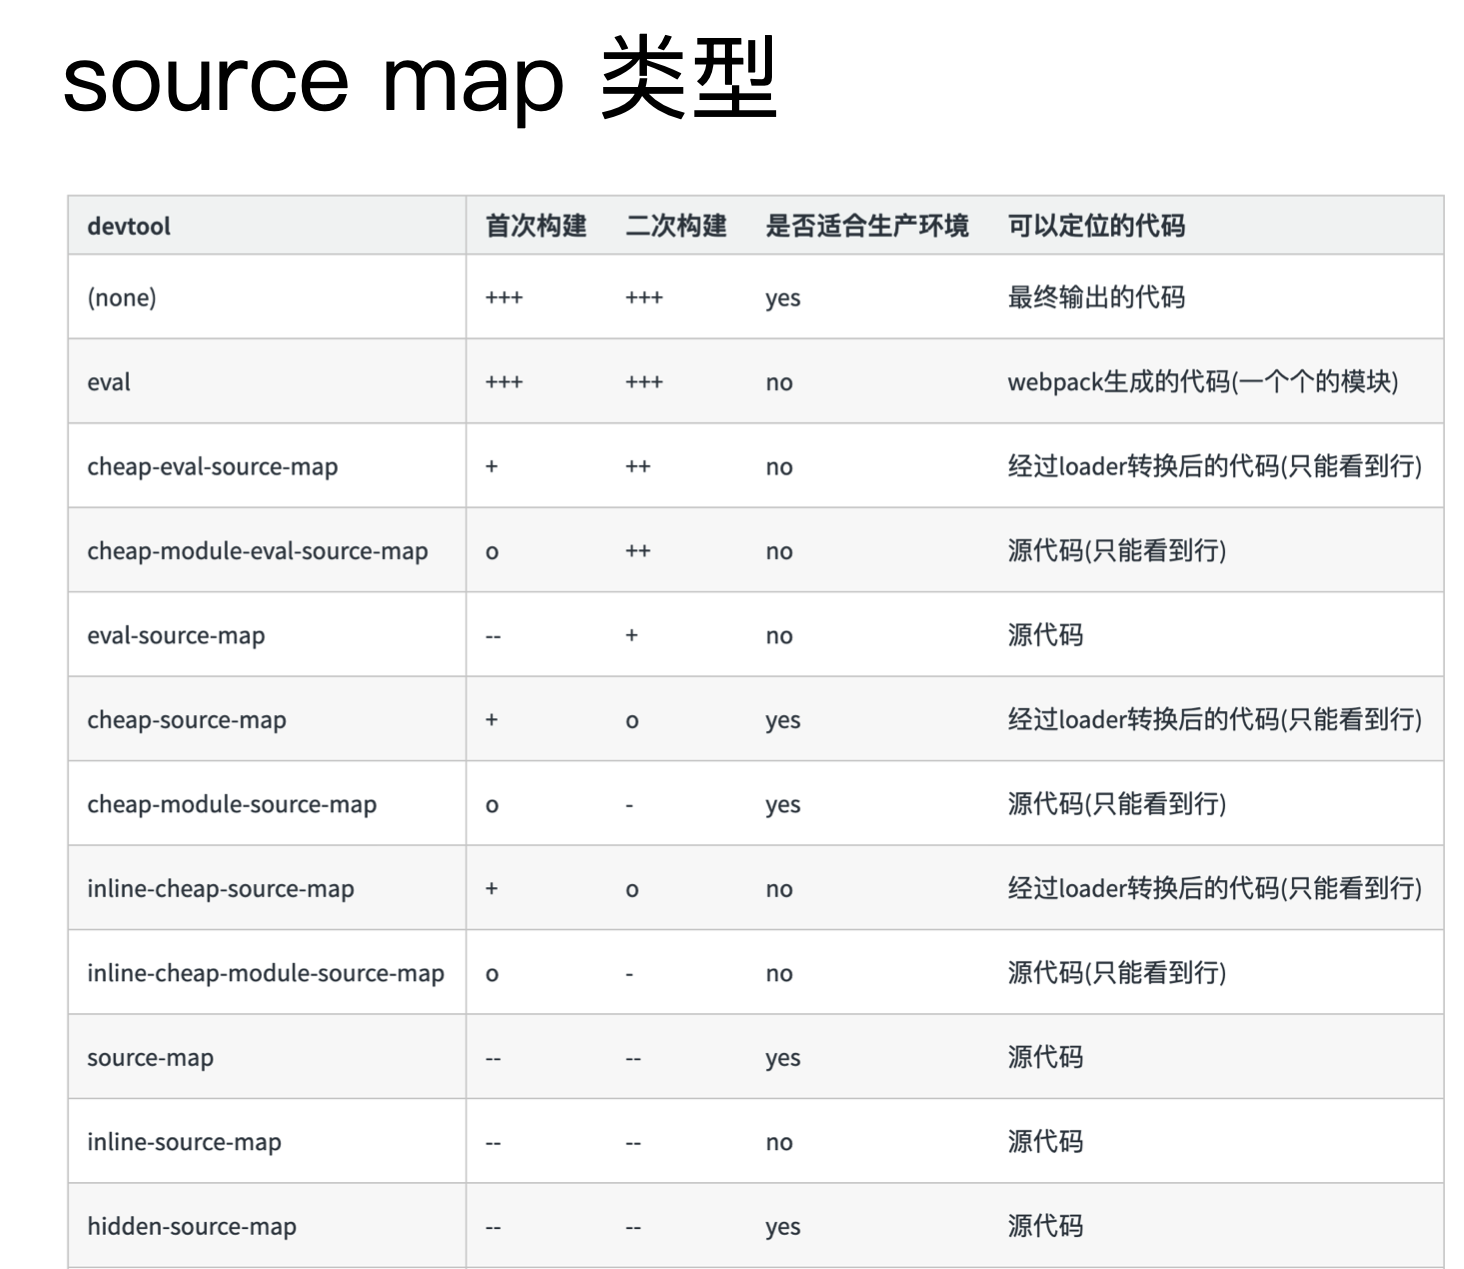 source map 类型
devtool 首次构建 二次构建 是否适合生产环境 可以定位的代码
(none) +++ +++ yes 最终输出的代码
eval +++ +++ no webpack生成的代码(一个个的模块)
cheap-eval-source-map + ++ no 经过loader转换后的代码(只能看到行)
cheap-module-eval-source-map o ++ no 源代码(只能看到行)
eval-source-map -- + no 源代码
cheap-source-map + o yes 经过loader转换后的代码(只能看到行)
cheap-module-source-map o - yes 源代码(只能看到行)
inline-cheap-source-map + o no 经过loader转换后的代码(只能看到行)
inline-cheap-module-source-map o - no 源代码(只能看到行)
source-map -- -- yes 源代码
inline-source-map -- -- no 源代码
hidden-source-map -- -- yes 源代码